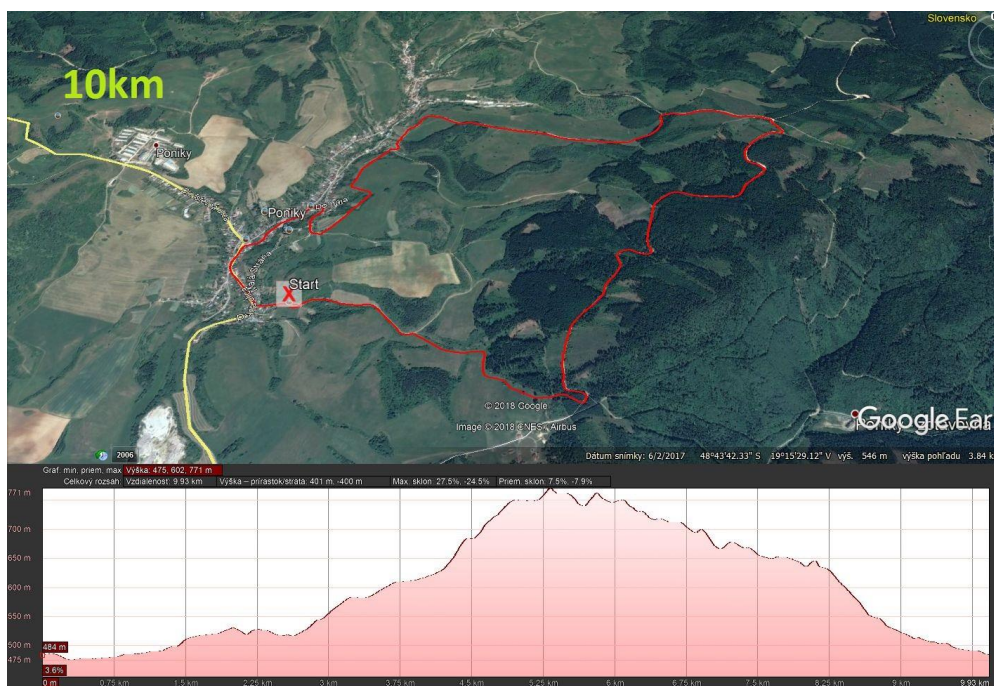 Slovensko
10km
Poniky
Poniky
Start
© 2018 Google
Image © 2018 CNES / Airbus
Google Ear
2006
Dátum snímky: 6/2/2017 48°43'42.33" S 19°15'29.12" V výš. 546 m výška pohľadu 3.84 k
Graf: min, priem, max Výška: 475, 602, 771 m
Celkový rozsah: Vzdialenosť: 9.93 km Výška – prírastok/strata: 401 m, -400 m Max. sklon: 27.5%, -24.5% Priem. sklon: 7.5%, -7.9%
771 m
700 m
650 m
600 m
550 m
500 m
475 m
484 m
3.6%
0 m 0.75 km 1.5 km 2.25 km 3 km 3.75 km 4.5 km 5.25 km 6 km 6.75 km 7.5 km 8.25 km 9 km 9.93 km